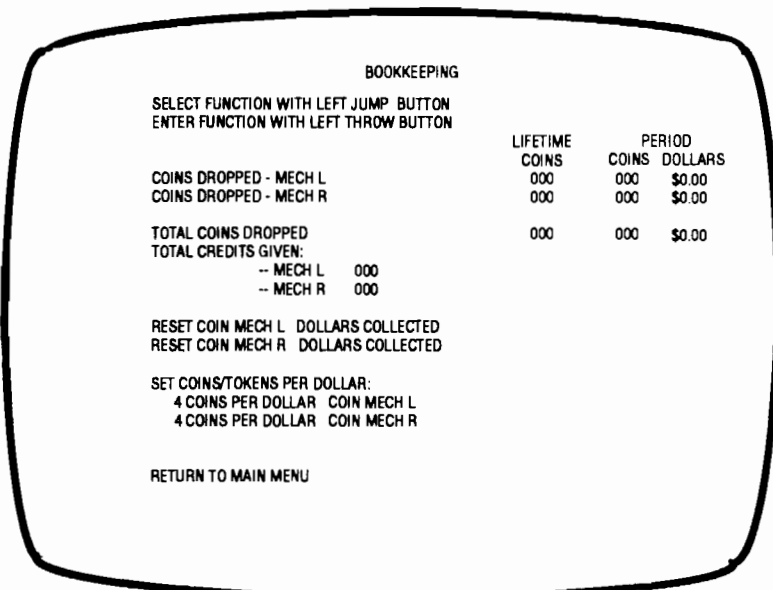 BOOKKEEPING
SELECT FUNCTION WITH LEFT JUMP BUTTON
ENTER FUNCTION WITH LEFT THROW BUTTON
LIFETIME PERIOD
COINS COINS DOLLARS
COINS DROPPED - MECH L 000 000 $0.00
COINS DROPPED - MECH R 000 000 $0.00
TOTAL COINS DROPPED 000 000 $0.00
TOTAL CREDITS GIVEN:
-- MECH L 000
-- MECH R 000
RESET COIN MECH L DOLLARS COLLECTED
RESET COIN MECH R DOLLARS COLLECTED
SET COINS/TOKENS PER DOLLAR:
4 COINS PER DOLLAR COIN MECH L
4 COINS PER DOLLAR COIN MECH R
RETURN TO MAIN MENU